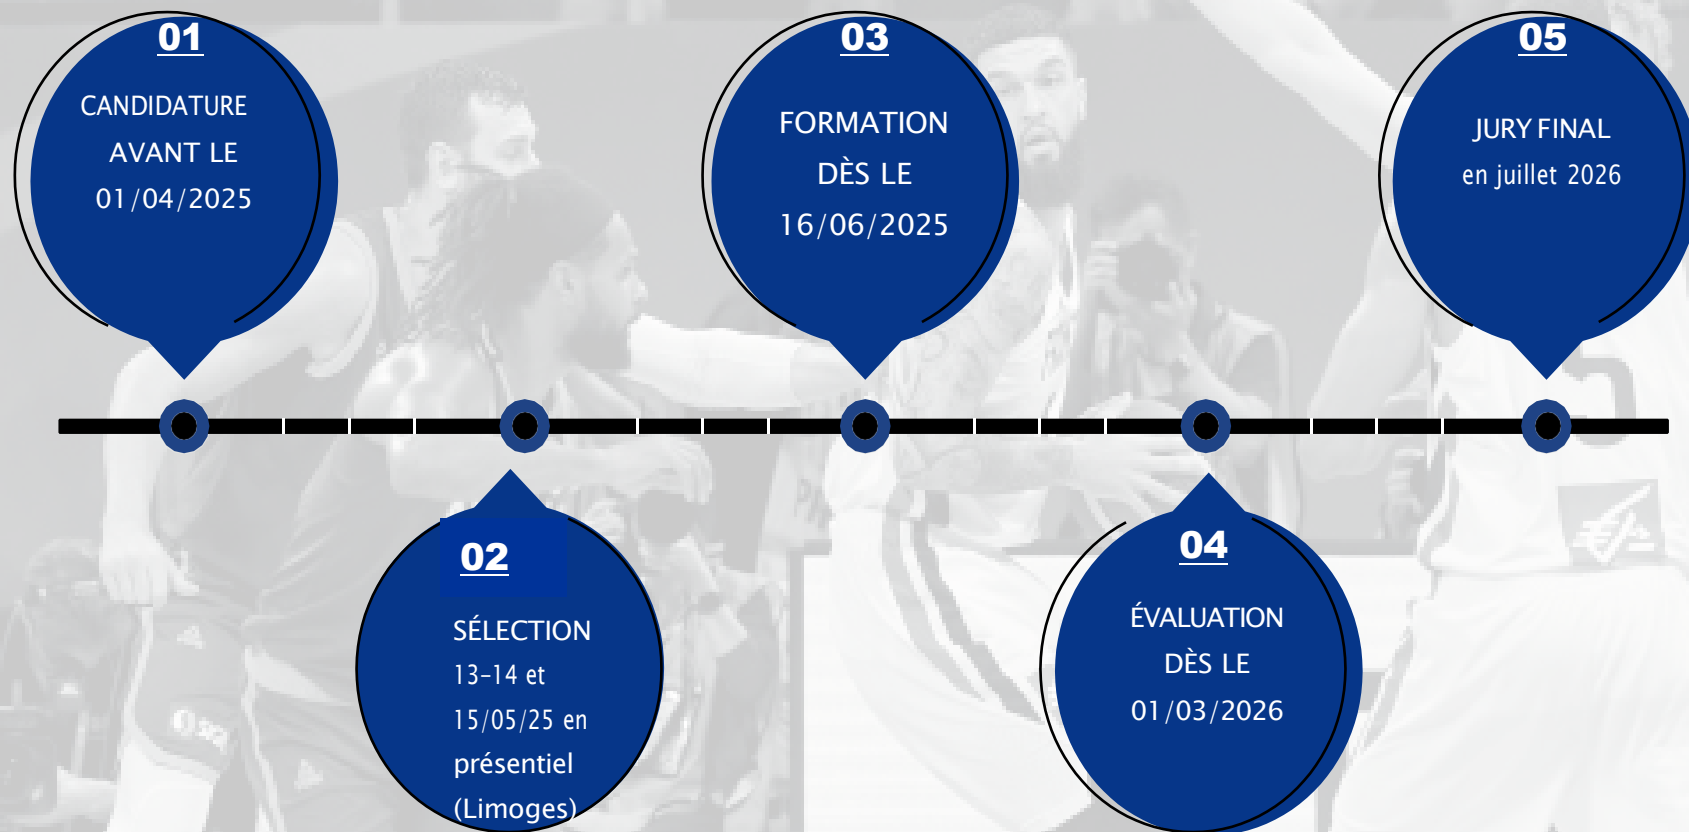 01
CANDIDATURE
AVANT LE
01/04/2025
02
SÉLECTION
13-14 et
15/05/25 en
présentiel
(Limoges)
03
FORMATION
DÈS LE
16/06/2025
04
ÉVALUATION
DÈS LE
01/03/2026
05
JURY FINAL
en juillet 2026
5